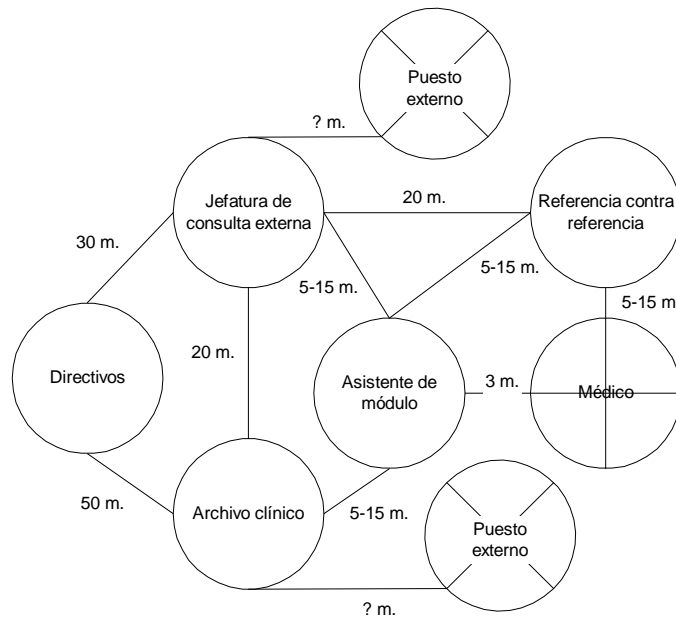 Puesto
externo
? m.
Jefatura de
consulta externa
20 m.
Referencia contra
referencia
30 m.
5-15 m.
5-15 m.
5-15 m
20 m.
Directivos
Asistente de
módulo
3 m.
Médico
50 m.
Archivo clínico
5-15 m.
Puesto
externo
? m.